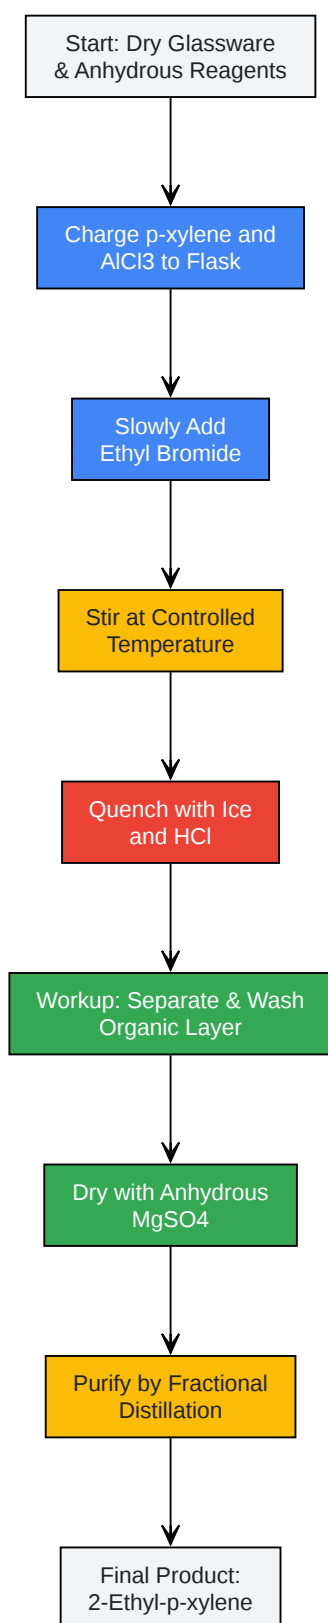 Start: Dry Glassware
& Anhydrous Reagents
Charge p-xylene and
AlCl3 to Flask
Slowly Add
Ethyl Bromide
Stir at Controlled
Temperature
Quench with Ice
and HCl
Workup: Separate & Wash
Organic Layer
Dry with Anhydrous
MgSO4
Purify by Fractional
Distillation
Final Product:
2-Ethyl-p-xylene